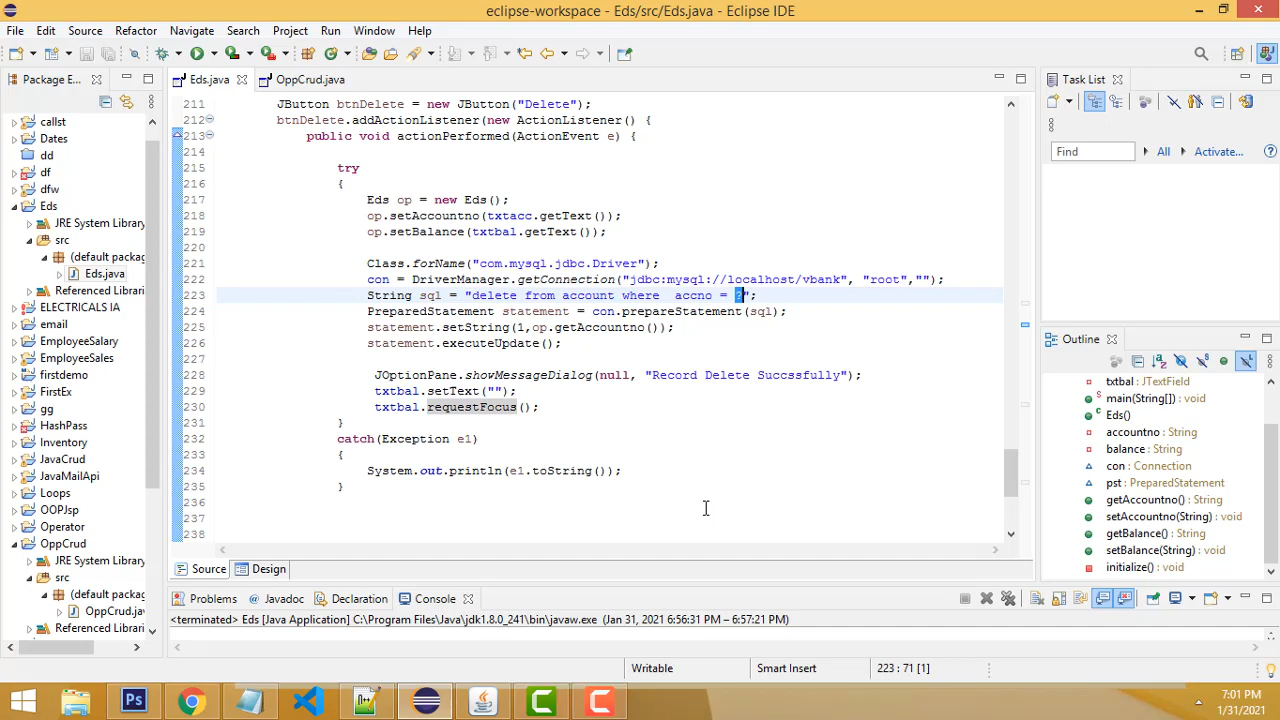 eclipse-workspace - Eds/src/Eds.java - Eclipse IDE
File Edit Source Refactor Navigate Search Project Run Window Help
Package E...
Eds.java
OppCrud.java
Task List
callst
Dates
dd
df
dfw
Eds
JRE System Library
src
(default package
Eds.java
Referenced Librari
ELECTRICALS IA
email
EmployeeSalary
EmployeeSales
firstdemo
FirstEx
gg
HashPass
Inventory
JavaCrud
JavaMailApi
Loops
OOPJsp
Operator
OppCrud
JRE System Library
src
(default packag
OppCrud.jav
Referenced Librari
211 JButton btnDelete = new JButton("Delete");
212 btnDelete.addActionListener(new ActionListener() {
213 public void actionPerformed(ActionEvent e) {
214
215 try
216 {
217 Eds op = new Eds();
218 op.setAccountno(txtacc.getText());
219 op.setBalance(txtbal.getText());
220
221 Class.forName("com.mysql.jdbc.Driver");
222 con = DriverManager.getConnection("jdbc:mysql://localhost/vbank", "root","");
223 String sql = "delete from account where  accno = ?";
224 PreparedStatement statement = con.prepareStatement(sql);
225 statement.setString(1,op.getAccountno());
226 statement.executeUpdate();
227
228 JOptionPane.showMessageDialog(null, "Record Delete Succssfully");
229 txtbal.setText("");
230 txtbal.requestFocus();
231 }
232 catch(Exception e1)
233 {
234 System.out.println(e1.toString());
235 }
236
237
238
Source Design
Find All Activate...
Outline
txtbal : JTextField
main(String[]) : void
Eds()
accountno : String
balance : String
con : Connection
pst : PreparedStatement
getAccountno() : String
setAccountno(String) : void
getBalance() : String
setBalance(String) : void
initialize() : void
Problems Javadoc Declaration Console
<terminated> Eds [Java Application] C:\Program Files\Java\jdk1.8.0_241\bin\javaw.exe (Jan 31, 2021 6:56:31 PM – 6:57:21 PM)
Writable Smart Insert 223 : 71 [1]
Ps
7:01 PM
1/31/2021